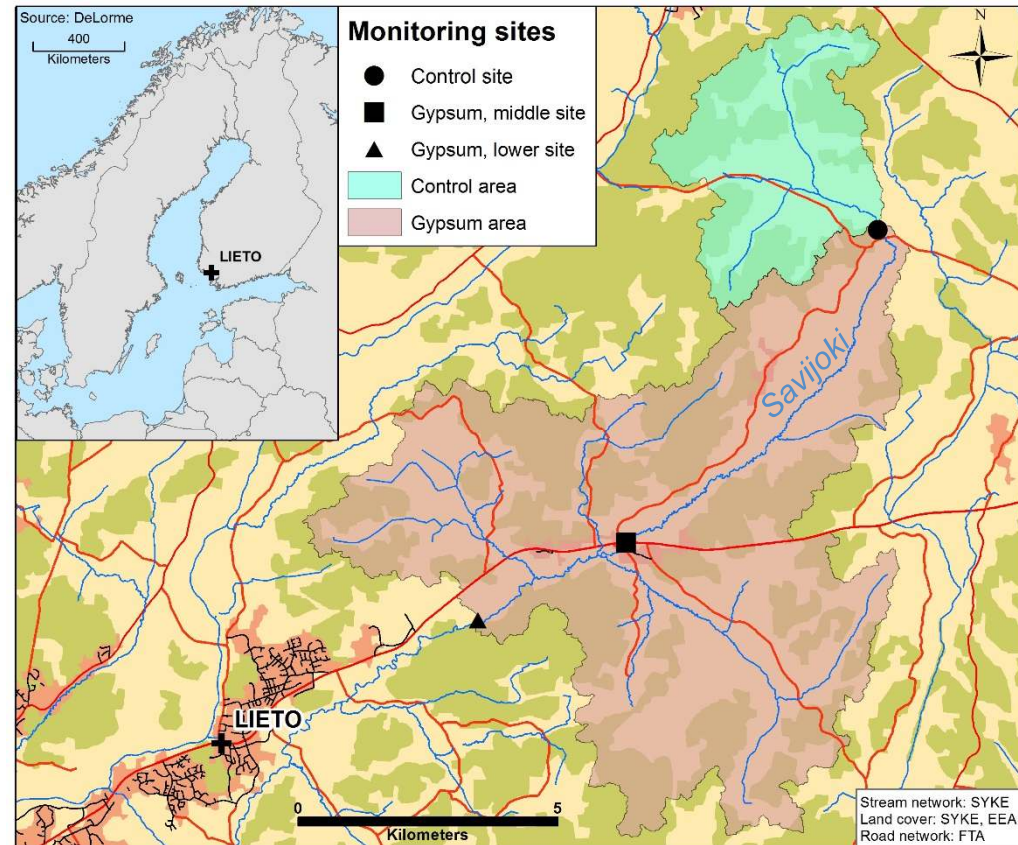 Source: DeLorme
400
Kilometers
LIETO
Monitoring sites
Control site
Gypsum, middle site
Gypsum, lower site
Control area
Gypsum area
N
Savijoki
LIETO
0 5
Kilometers
Stream network: SYKE
Land cover: SYKE, EEA
Road network: FTA